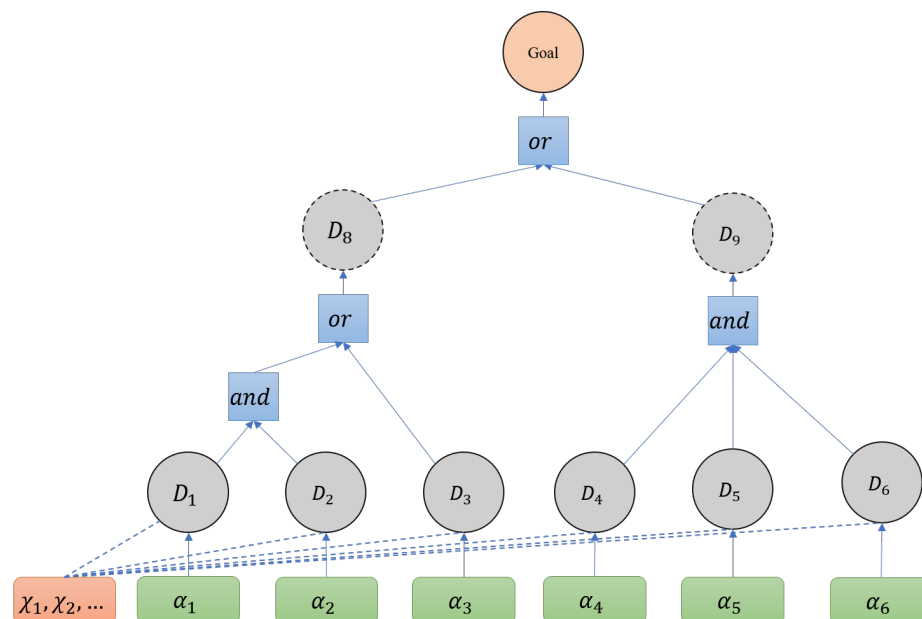 Goal
or
D₈
D₉
or
and
and
D₁
D₂
D₃
D₄
D₅
D₆
χ₁, χ₂, ...
α₁
α₂
α₃
α₄
α₅
α₆